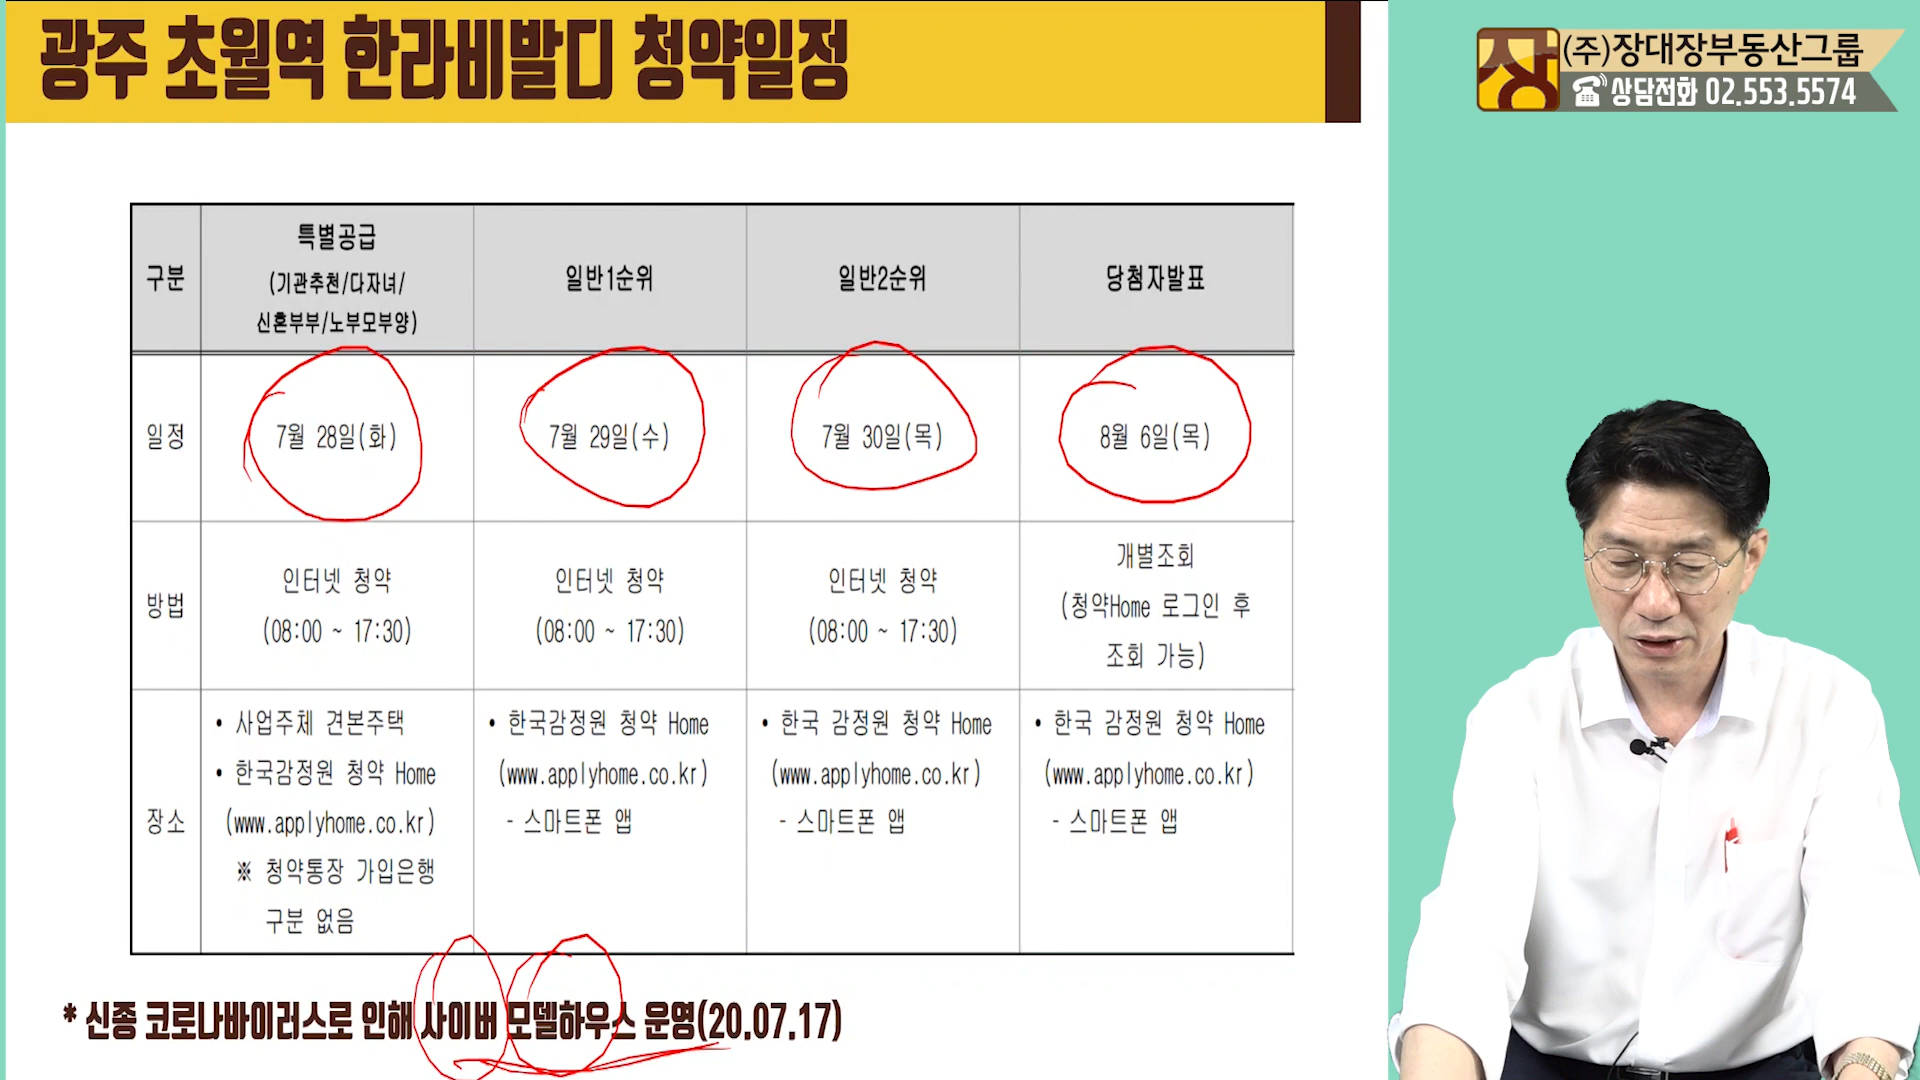 광주 초월역 한라비발디 청약일정
(주)장대장부동산그룹
상담전화 02.553.5574
장
구분
특별공급
(기관추천/다자녀/
신혼부부/노부모부양)
일반1순위
일반2순위
당첨자발표
일정
7월 28일(화)
7월 29일(수)
7월 30일(목)
8월 6일(목)
방법
인터넷 청약
(08:00 ~ 17:30)
인터넷 청약
(08:00 ~ 17:30)
인터넷 청약
(08:00 ~ 17:30)
개별조회
(청약Home 로그인 후
조회 가능)
장소
• 사업주체 견본주택
• 한국감정원 청약 Home
(www.applyhome.co.kr)
※ 청약통장 가입은행
구분 없음
• 한국감정원 청약 Home
(www.applyhome.co.kr)
- 스마트폰 앱
• 한국 감정원 청약 Home
(www.applyhome.co.kr)
- 스마트폰 앱
• 한국 감정원 청약 Home
(www.applyhome.co.kr)
- 스마트폰 앱
* 신종 코로나바이러스로 인해 사이버 모델하우스 운영(20.07.17)